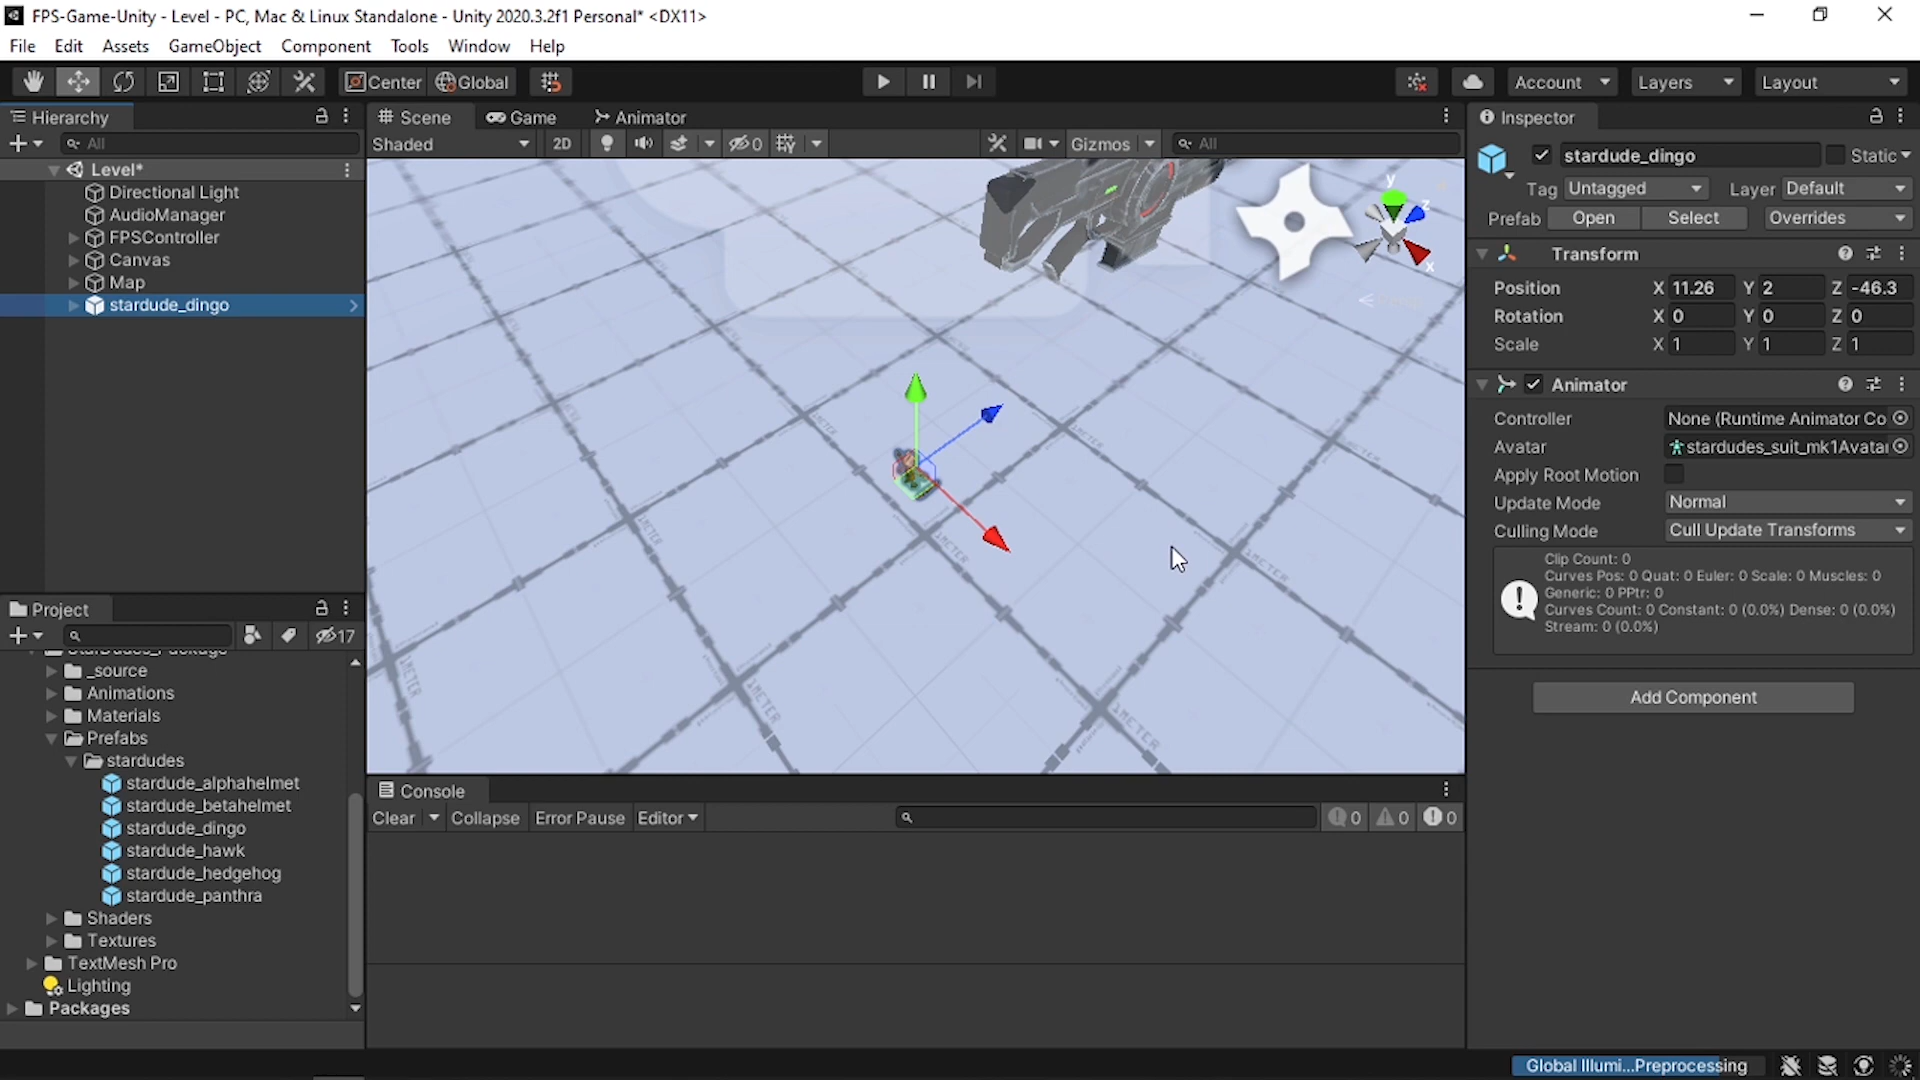 FPS-Game-Unity - Level - PC, Mac & Linux Standalone - Unity 2020.3.2f1 Personal* <DX11>
File Edit Assets GameObject Component Tools Window Help
Center Global Account Layers Layout
Hierarchy
All
Level*
Directional Light
AudioManager
FPSController
Canvas
Map
stardude_dingo
Scene Game Animator
Shaded 2D 0 Gizmos All
y
z
x
1METER
1METER
1METER
1METER
1METER
1METER
Inspector
stardude_dingo Static
Tag Untagged Layer Default
Prefab Open Select Overrides
Transform
Position X 11.26 Y 2 Z -46.3
Rotation X 0 Y 0 Z 0
Scale X 1 Y 1 Z 1
Animator
Controller None (Runtime Animator Co
Avatar stardudes_suit_mk1Avatar
Apply Root Motion
Update Mode Normal
Culling Mode Cull Update Transforms
Clip Count: 0
Curves Pos: 0 Quat: 0 Euler: 0 Scale: 0 Muscles: 0
Generic: 0 PPtr: 0
Curves Count: 0 Constant: 0 (0.0%) Dense: 0 (0.0%)
Stream: 0 (0.0%)
Add Component
Project
17
StarDudes_Package
_source
Animations
Materials
Prefabs
stardudes
stardude_alphahelmet
stardude_betahelmet
stardude_dingo
stardude_hawk
stardude_hedgehog
stardude_panthra
Shaders
Textures
TextMesh Pro
Lighting
Packages
Console
Clear Collapse Error Pause Editor 0 0 0
Global Illumi...Preprocessing